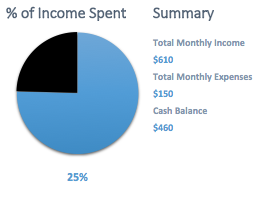 % of Income Spent
25%
Summary
Total Monthly Income
$610
Total Monthly Expenses
$150
Cash Balance
$460